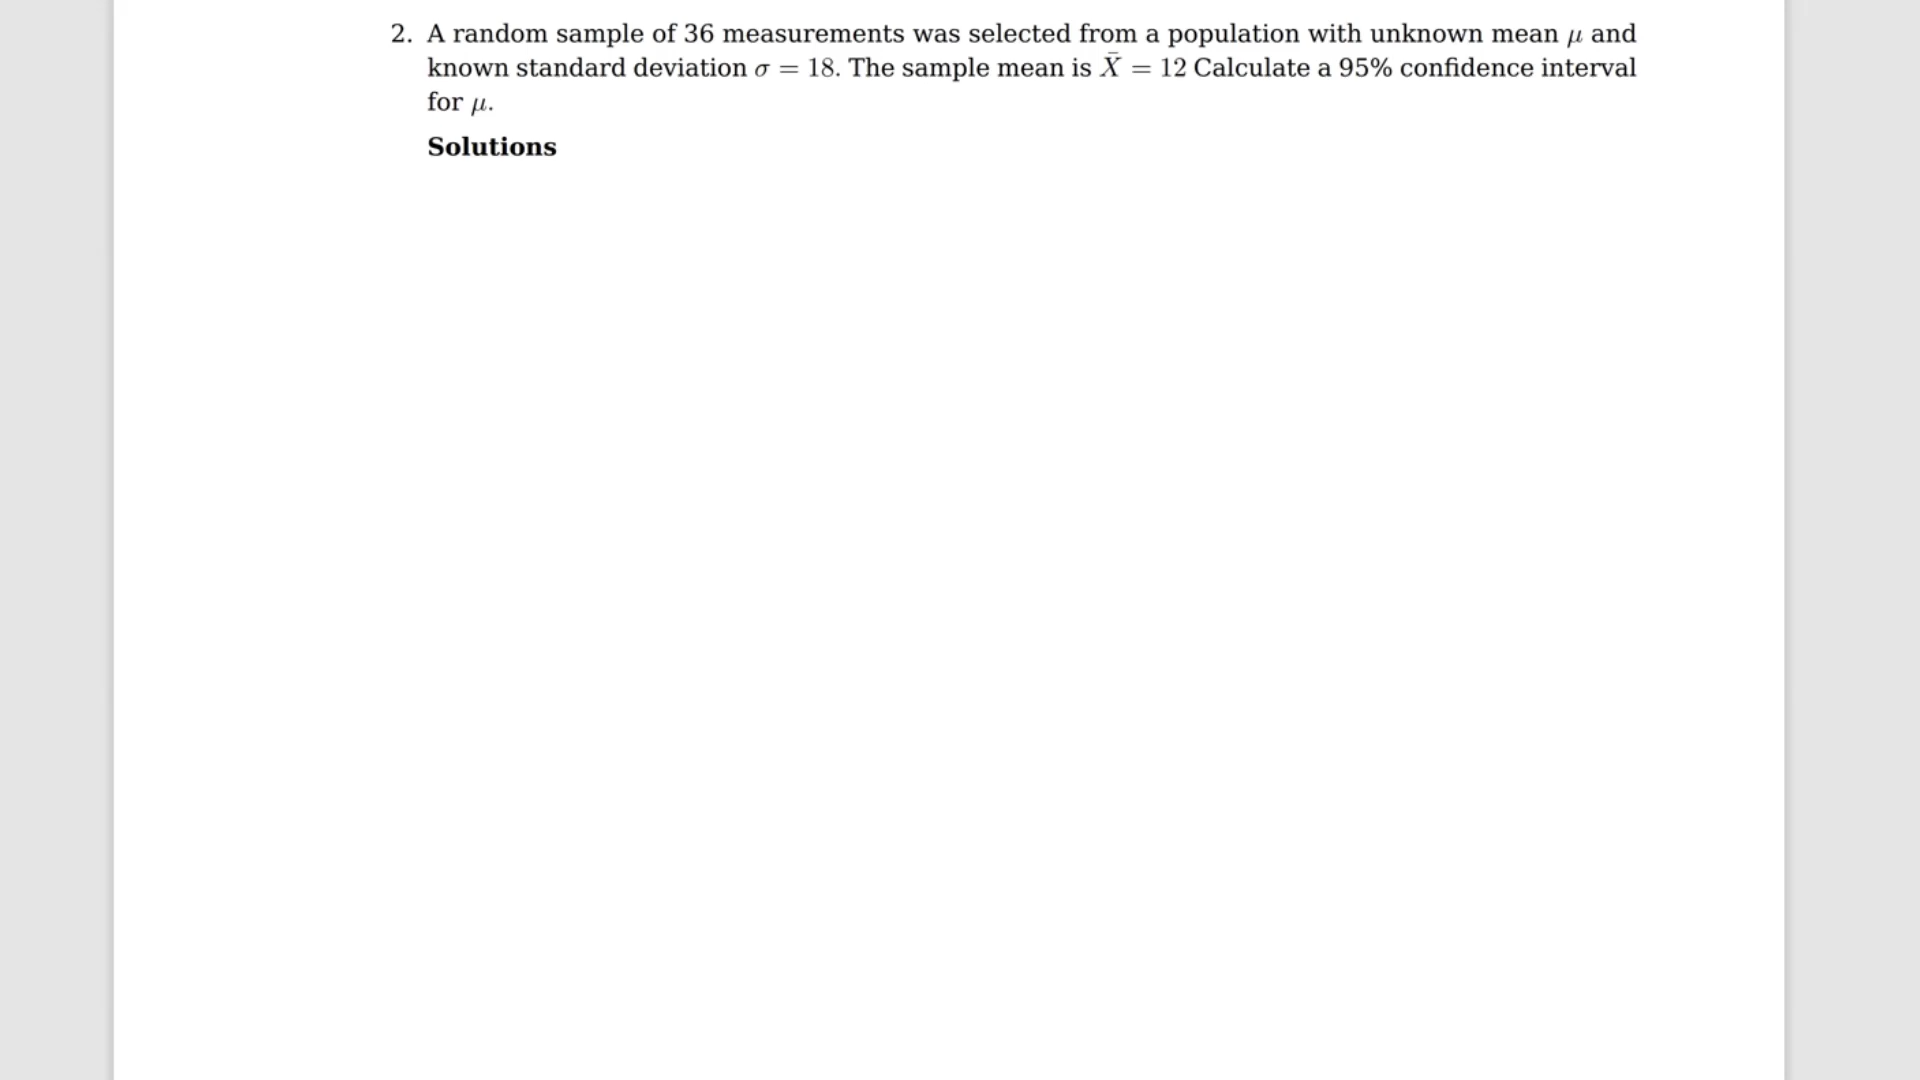 2. A random sample of 36 measurements was selected from a population with unknown mean μ and
known standard deviation σ = 18. The sample mean is X̄ = 12 Calculate a 95% confidence interval
for μ.
Solutions